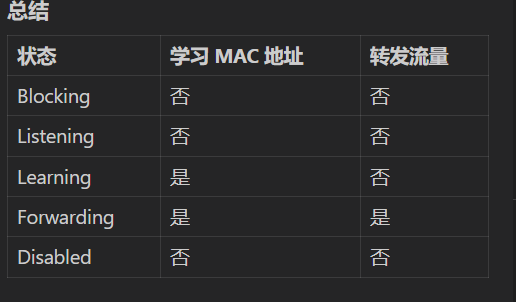 总结
状态 学习 MAC 地址 转发流量
Blocking 否 否
Listening 否 否
Learning 是 否
Forwarding 是 是
Disabled 否 否